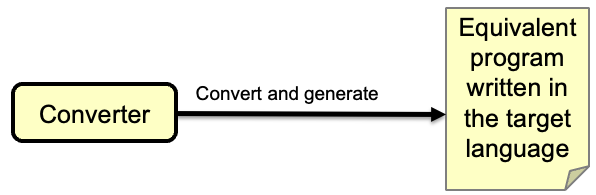 Converter
Convert and generate
Equivalent
program
written in
the target
language